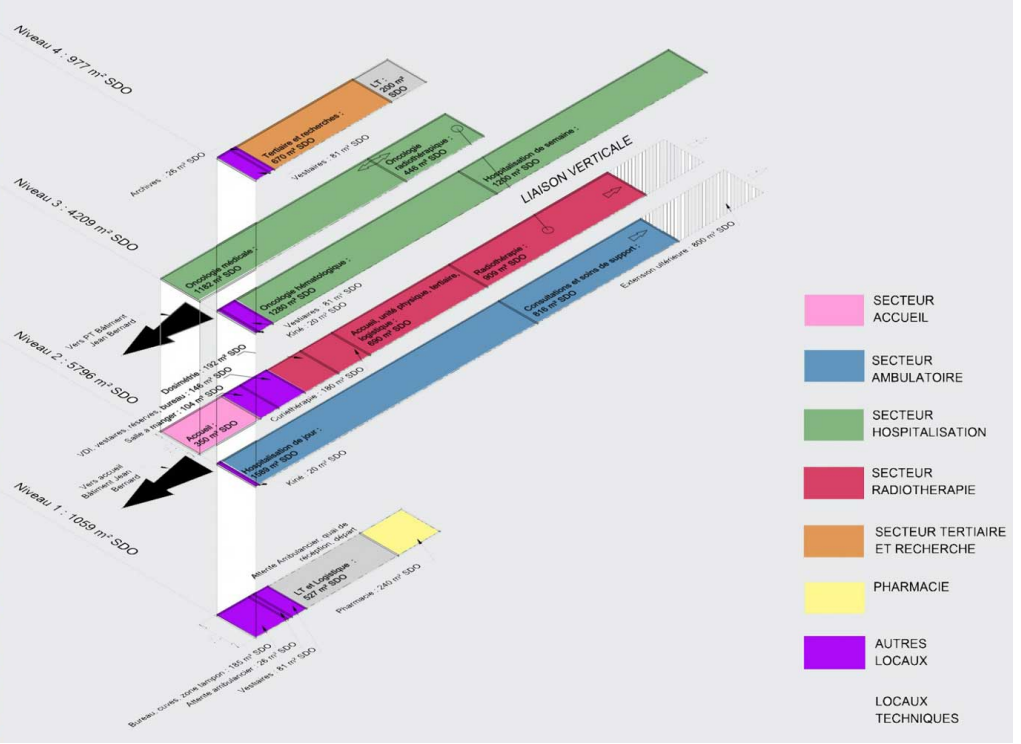 Niveau 4 : 977 m² SDO
LT :
200 m²
SDO
Tertiaire et recherches :
670 m² SDO
Vestiaires : 81 m² SDO
Archives : 26 m² SDO
Niveau 3 : 4209 m² SDO
Oncologie
radiothérapique :
446 m² SDO
Hospitalisation de semaine :
1200 m² SDO
Oncologie médicale :
1182 m² SDO
Oncologie hématologique :
1280 m² SDO
Vestiaires : 81 m² SDO
Kiné : 20 m² SDO
Vers P+1 Bâtiment
Jean Bernard
LIAISON VERTICALE
Niveau 2 : 5796 m² SDO
Radiothérapie :
909 m² SDO
Accueil, unité physique, tertiaire,
logistique :
690 m² SDO
Dosimétrie : 192 m² SDO
VDI, vestiaires, réserves, bureau : 146 m² SDO
Salle à manger : 104 m² SDO
Curiethérapie : 180 m² SDO
Accueil :
350 m² SDO
Consultations et soins de support :
816 m² SDO
Extension ultérieure : 800 m² SDO
Hospitalisation de jour :
1589 m² SDO
Kiné : 20 m² SDO
Vers accueil
Bâtiment Jean
Bernard
Niveau 1 : 1059 m² SDO
Attente Ambulancier, quai de
réception, départ
LT et Logistique :
527 m² SDO
Pharmacie : 240 m² SDO
Bureau, cuves, zone tampon : 185 m² SDO
Attente ambulancier : 26 m² SDO
Vestiaires : 81 m² SDO
SECTEUR
ACCUEIL
SECTEUR
AMBULATOIRE
SECTEUR
HOSPITALISATION
SECTEUR
RADIOTHERAPIE
SECTEUR TERTIAIRE
ET RECHERCHE
PHARMACIE
AUTRES
LOCAUX
LOCAUX
TECHNIQUES